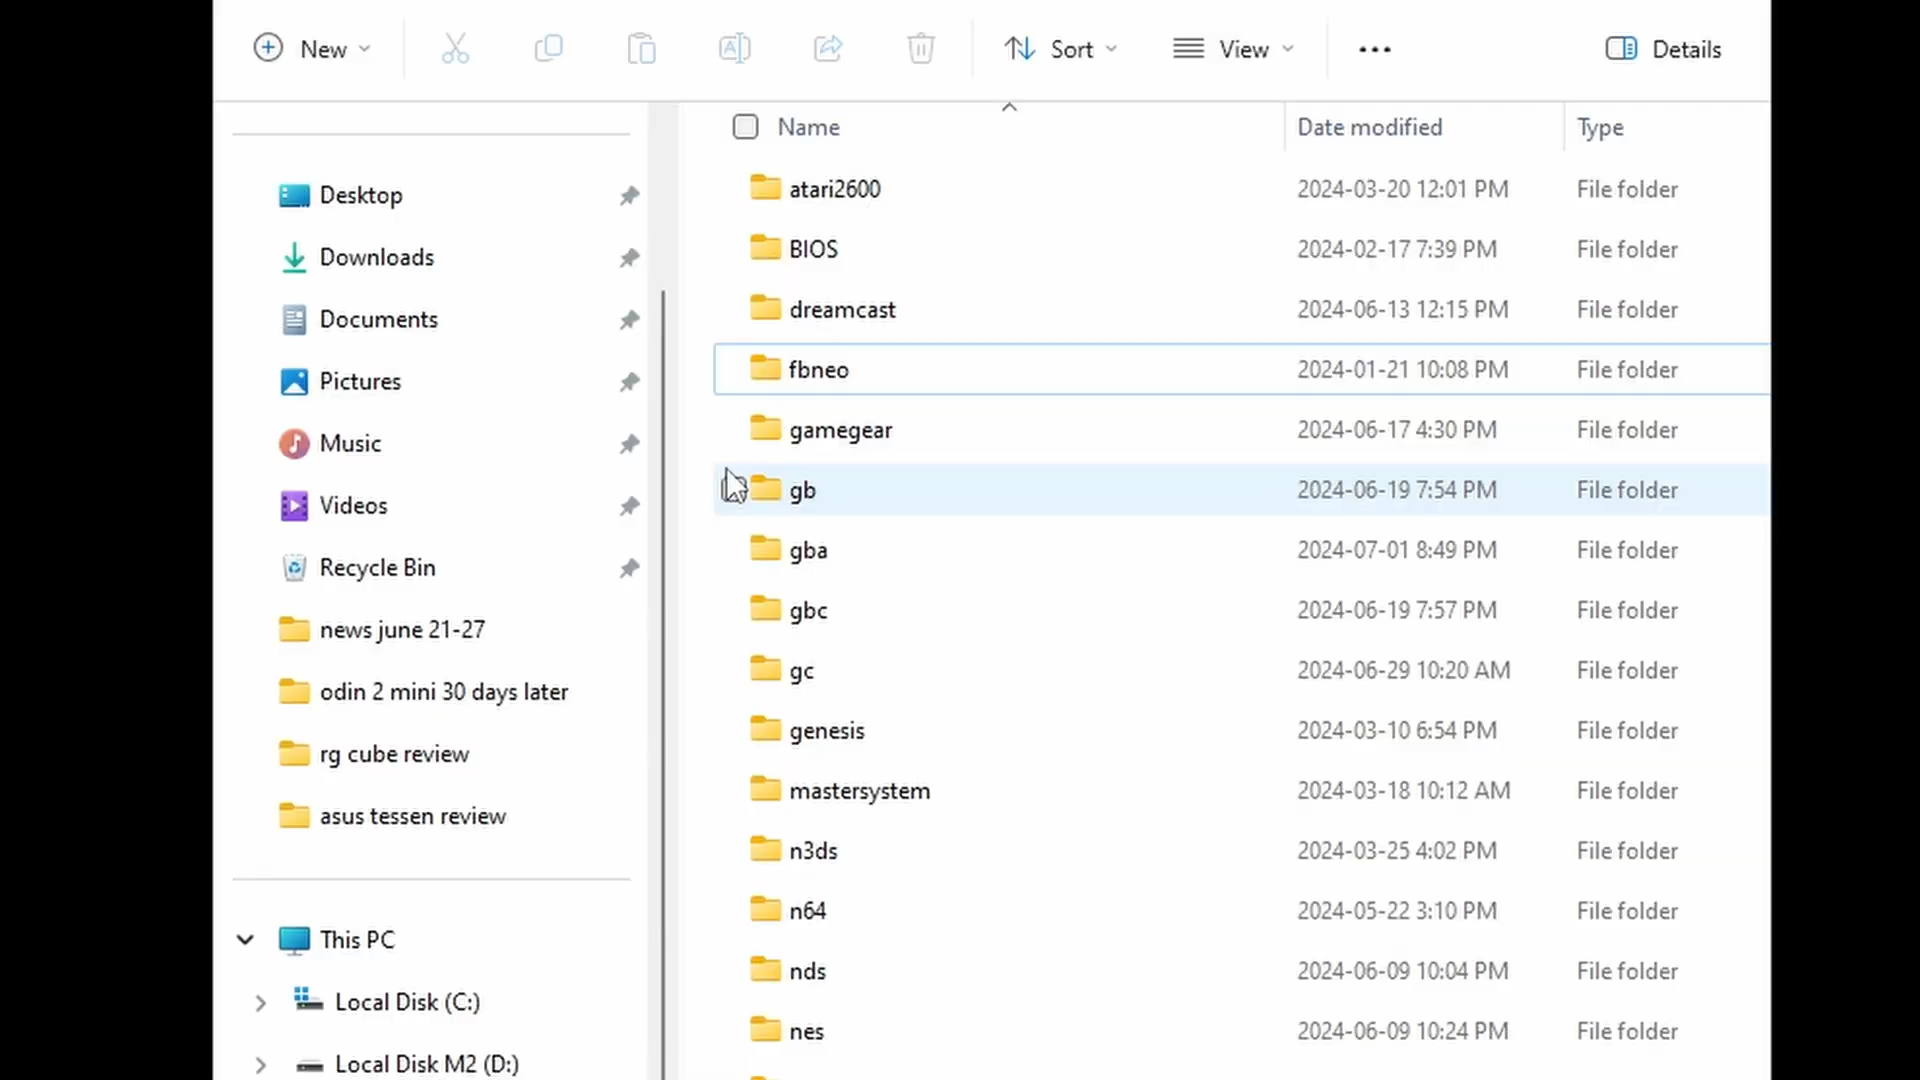 New
Sort
View
Details
Desktop
Downloads
Documents
Pictures
Music
Videos
Recycle Bin
news june 21-27
odin 2 mini 30 days later
rg cube review
asus tessen review
This PC
Local Disk (C:)
Local Disk M2 (D:)
Name Date modified Type
atari2600 2024-03-20 12:01 PM File folder
BIOS 2024-02-17 7:39 PM File folder
dreamcast 2024-06-13 12:15 PM File folder
fbneo 2024-01-21 10:08 PM File folder
gamegear 2024-06-17 4:30 PM File folder
gb 2024-06-19 7:54 PM File folder
gba 2024-07-01 8:49 PM File folder
gbc 2024-06-19 7:57 PM File folder
gc 2024-06-29 10:20 AM File folder
genesis 2024-03-10 6:54 PM File folder
mastersystem 2024-03-18 10:12 AM File folder
n3ds 2024-03-25 4:02 PM File folder
n64 2024-05-22 3:10 PM File folder
nds 2024-06-09 10:04 PM File folder
nes 2024-06-09 10:24 PM File folder